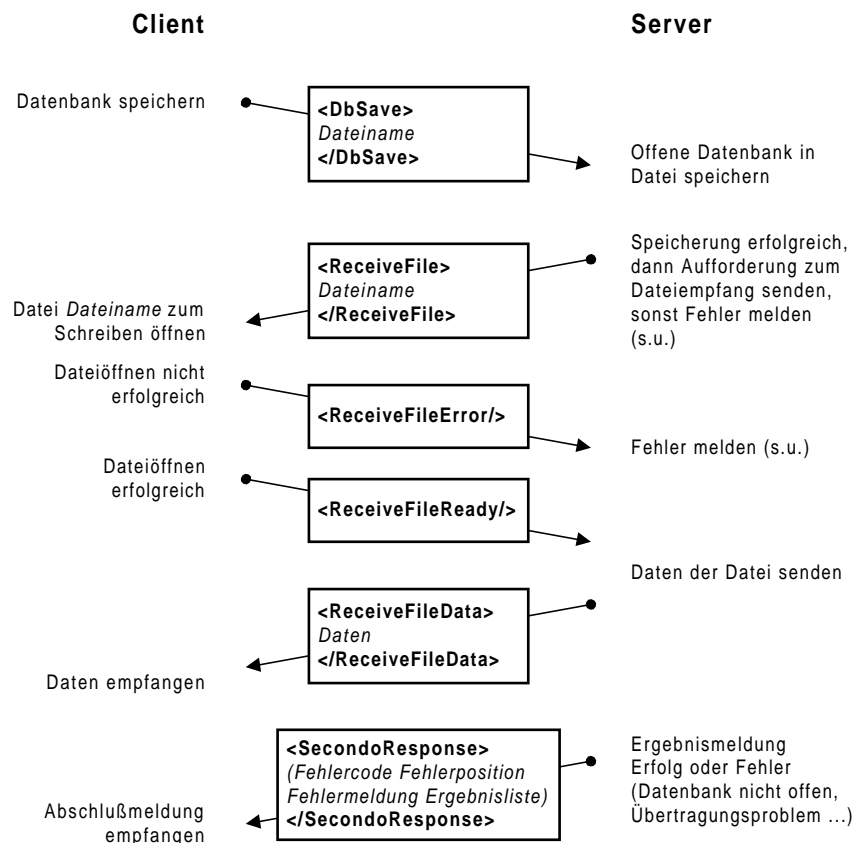 Client
Server
Datenbank speichern
<DbSave>
Dateiname
</DbSave>
Offene Datenbank in
Datei speichern
Speicherung erfolgreich,
dann Aufforderung zum
Dateiempfang senden,
sonst Fehler melden
(s.u.)
<ReceiveFile>
Dateiname
</ReceiveFile>
Datei Dateiname zum
Schreiben öffnen
Dateiöffnen nicht
erfolgreich
<ReceiveFileError/>
Fehler melden (s.u.)
Dateiöffnen
erfolgreich
<ReceiveFileReady/>
Daten der Datei senden
<ReceiveFileData>
Daten
</ReceiveFileData>
Daten empfangen
<SecondoResponse>
(Fehlercode Fehlerposition
Fehlermeldung Ergebnisliste)
</SecondoResponse>
Ergebnismeldung
Erfolg oder Fehler
(Datenbank nicht offen,
Übertragungsproblem ...)
Abschlußmeldung
empfangen